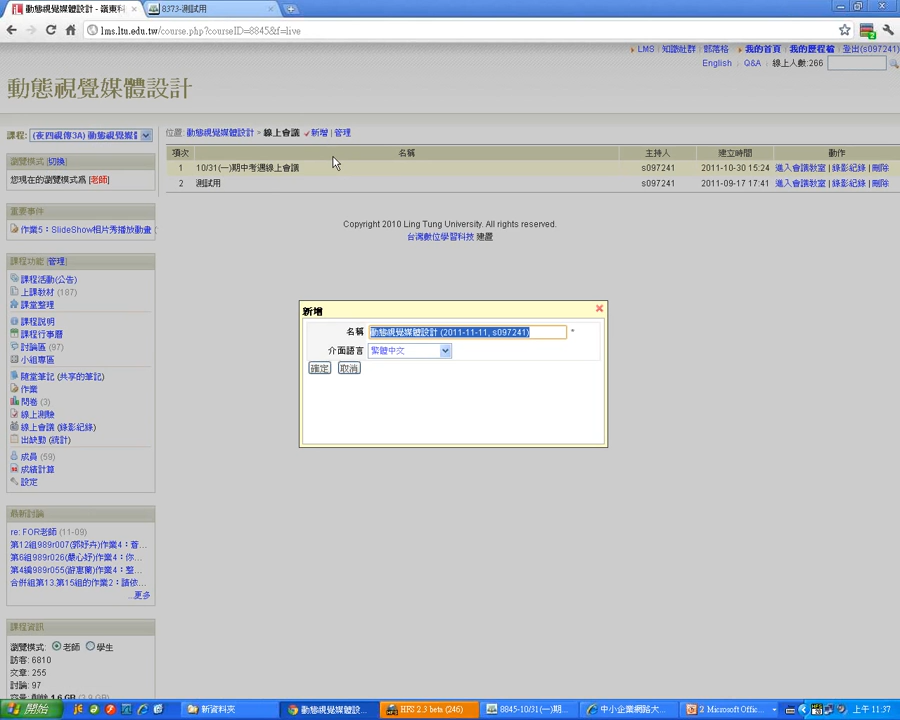 動態視覺媒體設計 - 嶺東科
8373-測試用
lms.ltu.edu.tw/course.php?courseID=8845&f=live
LMS | 知識社群 | 部落格 我的首頁 我的歷程檔 登出(s097241)
English Q&A 線上人數:266
動態視覺媒體設計
課程: (夜四視傳3A) 動態視覺媒
位置: 動態視覺媒體設計 > 線上會議 新增 | 管理
項次 名稱 主持人 建立時間 動作
1 10/31(一)期中考週線上會議 s097241 2011-10-30 15:24 進入會議教室 | 錄影紀錄 | 刪除
2 測試用 s097241 2011-09-17 17:41 進入會議教室 | 錄影紀錄 | 刪除
Copyright 2010 Ling Tung University. All rights reserved.
台灣數位學習科技 建置
瀏覽模式 [切換]
您現在的瀏覽模式為 [老師]
重要事件
作業5：SlideShow相片秀播放動畫
課程功能 [管理]
課程活動(公告)
上課教材 (187)
課堂整理
課程說明
課程行事曆
討論區 (97)
小組專區
隨堂筆記 (共享的筆記)
作業
問卷 (3)
線上測驗
線上會議 (錄影紀錄)
出缺勤 (統計)
成員 (59)
成績計算
設定
新增
名稱 動態視覺媒體設計 (2011-11-11, s097241) *
介面語言 繁體中文
確定 取消
最新討論
re: FOR老師 (11-09)
第12組989r007(郭妤卉)作業4：蒼...
第6組989r026(嚴心妤)作業4：你...
第4編989r055(游惠蘭)作業4：整...
合併組第13.第15組的作業2：請依...
...更多
課程資訊
瀏覽模式: 老師 學生
訪客: 6810
文章: 255
討論: 97
容量: 刪除 1.6 GB (2.9 GB)
開始 新資料夾 動態視覺媒體設... HFS 2.3 beta (246) 8845-10/31(一)期... 中小企業網路大... 2 Microsoft Offic... 上午 11:37